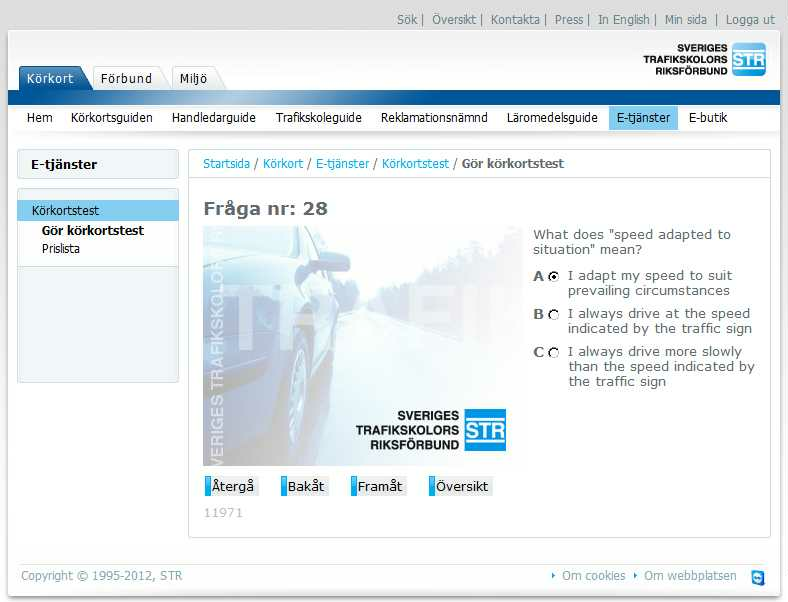 Sök | Översikt | Kontakta | Press | In English | Min sida | Logga ut
SVERIGES
TRAFIKSKOLORS
RIKSFÖRBUND
STR
Körkort Förbund Miljö
Hem Körkortsguiden Handledarguide Trafikskoleguide Reklamationsnämnd Läromedelsguide E-tjänster E-butik
E-tjänster
Körkortstest
Gör körkortstest
Prislista
Startsida / Körkort / E-tjänster / Körkortstest / Gör körkortstest
Fråga nr: 28
SVERIGES
TRAFIKSKOLORS
RIKSFÖRBUND
STR
What does "speed adapted to
situation" mean?
A I adapt my speed to suit
prevailing circumstances
B I always drive at the speed
indicated by the traffic sign
C I always drive more slowly
than the speed indicated by
the traffic sign
Återgå Bakåt Framåt Översikt
11971
Copyright © 1995-2012, STR
Om cookies Om webbplatsen